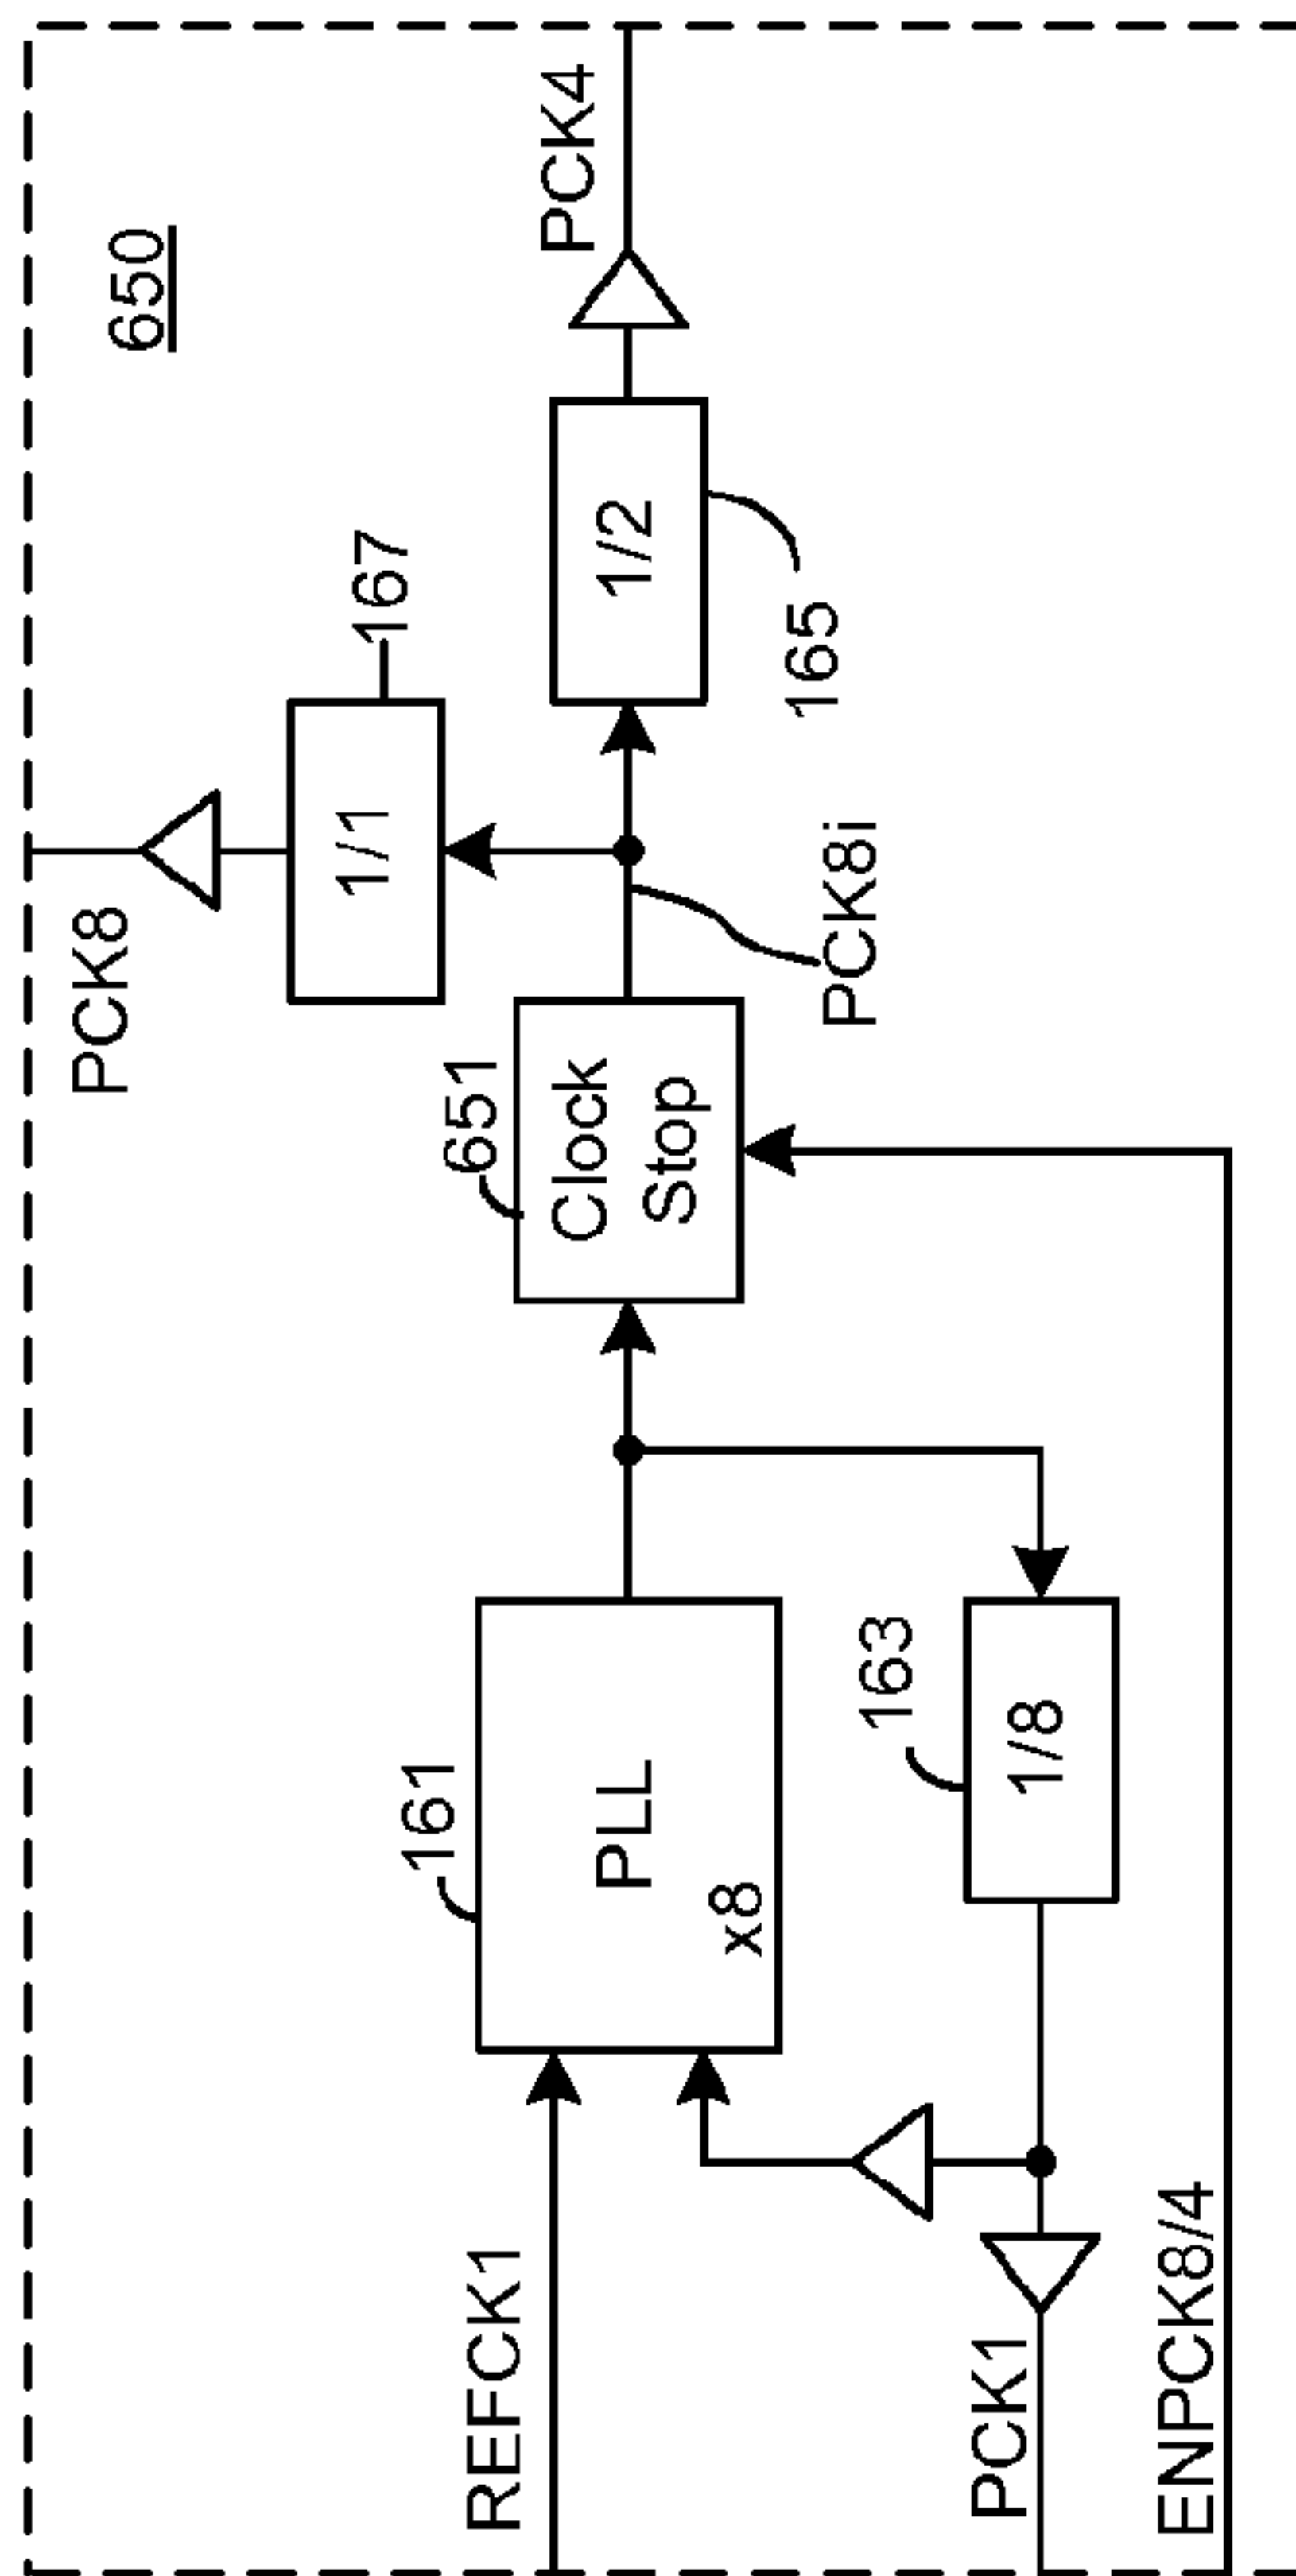 650
PCK8
167
1/1
PCK4
1/2
165
651
Clock
Stop
PCK8i
161
PLL
x8
163
1/8
REFCK1
PCK1
ENPCK8/4